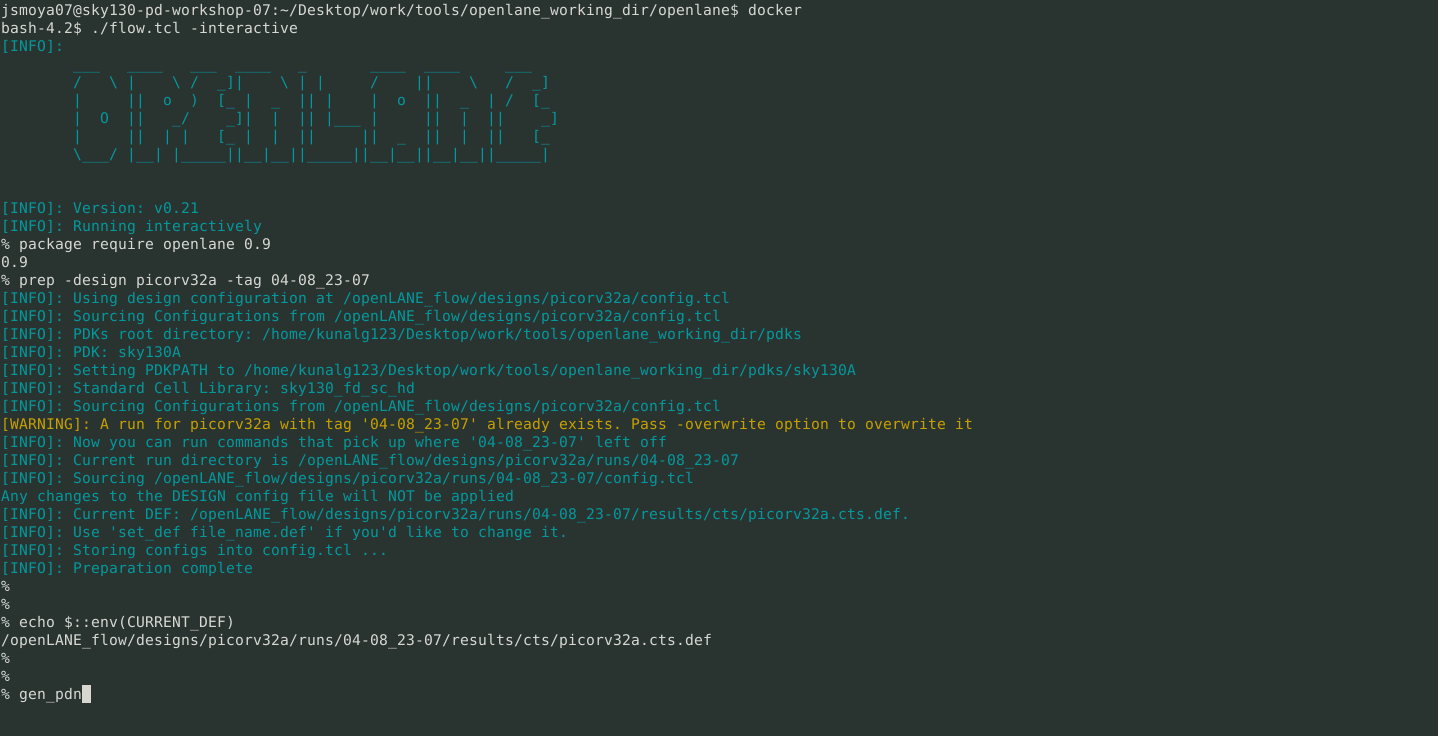 jsmoya07@sky130-pd-workshop-07:~/Desktop/work/tools/openlane_working_dir/openlane$ docker
bash-4.2$ ./flow.tcl -interactive
[INFO]:
OPENLANE
[INFO]: Version: v0.21
[INFO]: Running interactively
% package require openlane 0.9
0.9
% prep -design picorv32a -tag 04-08_23-07
[INFO]: Using design configuration at /openLANE_flow/designs/picorv32a/config.tcl
[INFO]: Sourcing Configurations from /openLANE_flow/designs/picorv32a/config.tcl
[INFO]: PDKs root directory: /home/kunalg123/Desktop/work/tools/openlane_working_dir/pdks
[INFO]: PDK: sky130A
[INFO]: Setting PDKPATH to /home/kunalg123/Desktop/work/tools/openlane_working_dir/pdks/sky130A
[INFO]: Standard Cell Library: sky130_fd_sc_hd
[INFO]: Sourcing Configurations from /openLANE_flow/designs/picorv32a/config.tcl
[WARNING]: A run for picorv32a with tag '04-08_23-07' already exists. Pass -overwrite option to overwrite it
[INFO]: Now you can run commands that pick up where '04-08_23-07' left off
[INFO]: Current run directory is /openLANE_flow/designs/picorv32a/runs/04-08_23-07
[INFO]: Sourcing /openLANE_flow/designs/picorv32a/runs/04-08_23-07/config.tcl
Any changes to the DESIGN config file will NOT be applied
[INFO]: Current DEF: /openLANE_flow/designs/picorv32a/runs/04-08_23-07/results/cts/picorv32a.cts.def.
[INFO]: Use 'set_def file_name.def' if you'd like to change it.
[INFO]: Storing configs into config.tcl ...
[INFO]: Preparation complete
%
%
% echo $::env(CURRENT_DEF)
/openLANE_flow/designs/picorv32a/runs/04-08_23-07/results/cts/picorv32a.cts.def
%
%
% gen_pdn